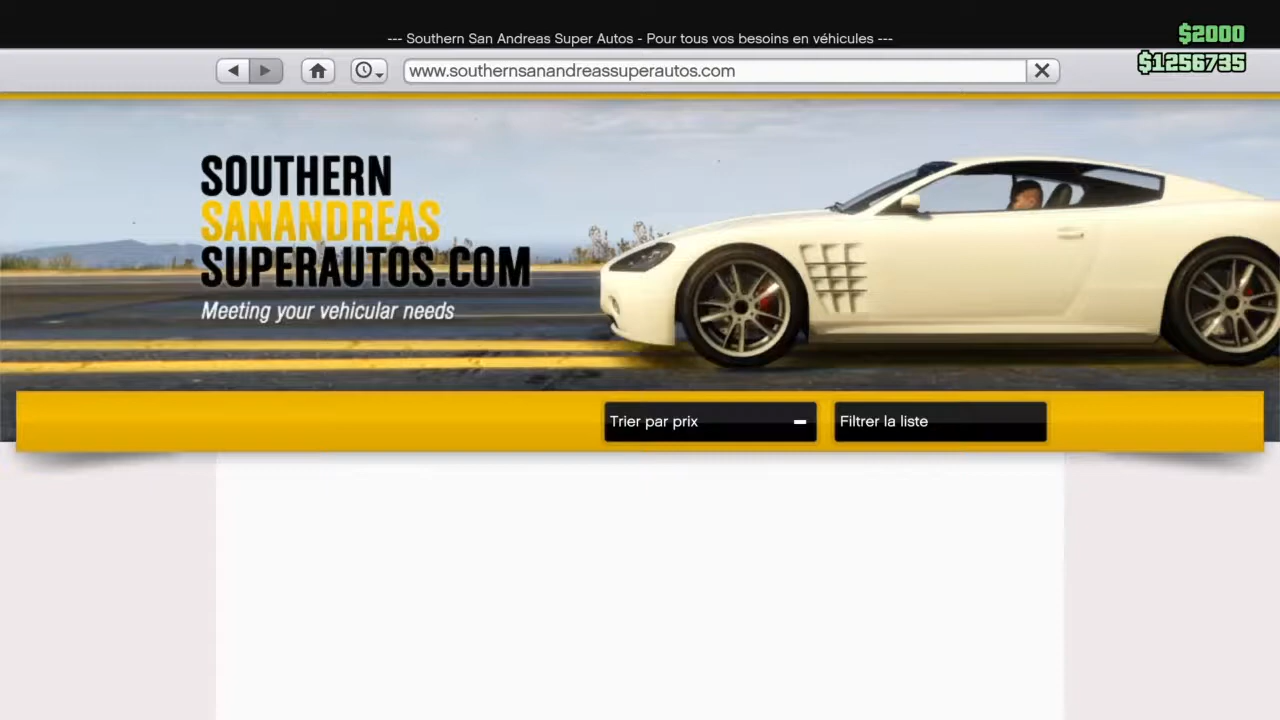 --- Southern San Andreas Super Autos - Pour tous vos besoins en véhicules ---
$2000
$1256735
www.southernsanandreassuperautos.com
SOUTHERN
SANANDREAS
SUPERAUTOS.COM
Meeting your vehicular needs
Trier par prix
Filtrer la liste